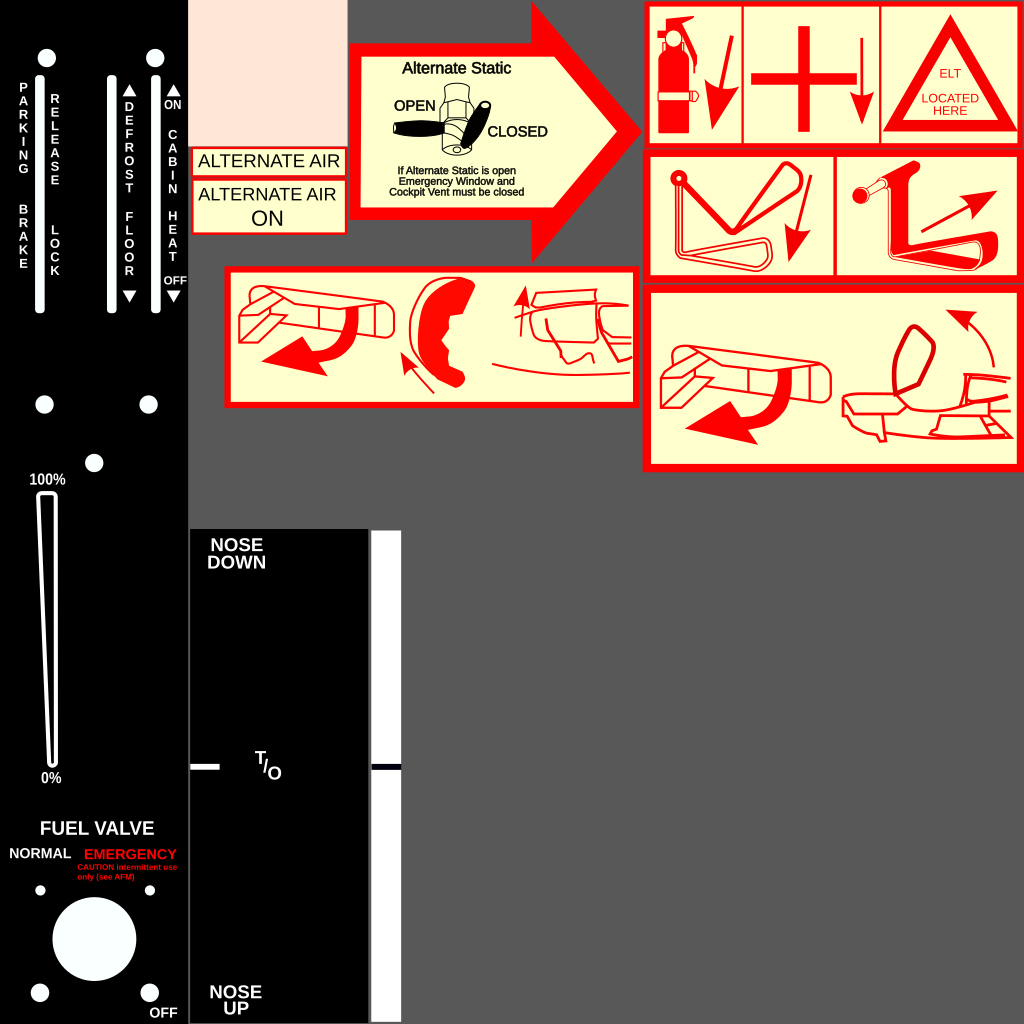 PARKING BRAKE
RELEASE LOCK
DEFROST FLOOR
ON
CABIN HEAT
OFF
100%
0%
FUEL VALVE
NORMAL
EMERGENCY
CAUTION intermittent use
only (see AFM)
OFF
ALTERNATE AIR
ALTERNATE AIR
ON
Alternate Static
OPEN
CLOSED
If Alternate Static is open
Emergency Window and
Cockpit Vent must be closed
ELT
LOCATED
HERE
NOSE
DOWN
T/O
NOSE
UP